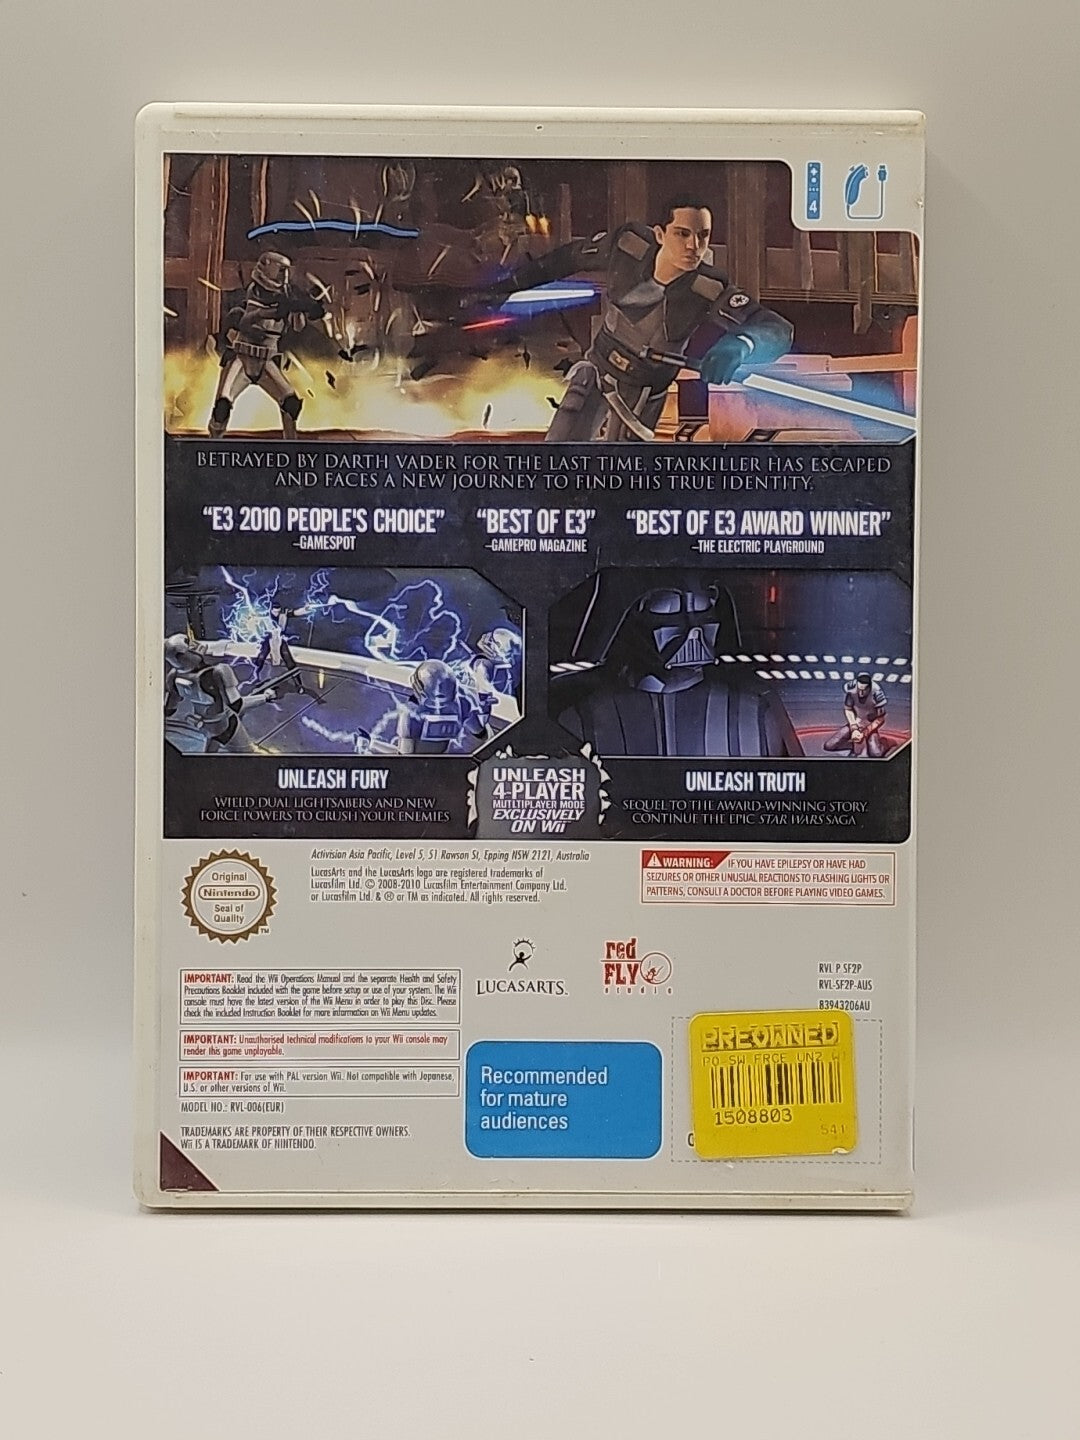 4
BETRAYED BY DARTH VADER FOR THE LAST TIME, STARKILLER HAS ESCAPED
AND FACES A NEW JOURNEY TO FIND HIS TRUE IDENTITY.
"E3 2010 PEOPLE'S CHOICE"
–GAMESPOT
"BEST OF E3"
–GAMEPRO MAGAZINE
"BEST OF E3 AWARD WINNER"
–THE ELECTRIC PLAYGROUND
UNLEASH FURY
WIELD DUAL LIGHTSABERS AND NEW
FORCE POWERS TO CRUSH YOUR ENEMIES
UNLEASH
4-PLAYER
MUTLTIPLAYER MODE
EXCLUSIVELY
ON Wii
UNLEASH TRUTH
SEQUEL TO THE AWARD-WINNING STORY.
CONTINUE THE EPIC STAR WARS SAGA
Original
Nintendo
Seal of
Quality
TM
Activision Asia Pacific, Level 5, 51 Rawson St, Epping NSW 2121, Australia
LucasArts and the LucasArts logo are registered trademarks of
Lucasfilm Ltd. © 2008-2010 Lucasfilm Entertainment Company Ltd.
or Lucasfilm Ltd. & ® or TM as indicated. All rights reserved.
WARNING: IF YOU HAVE EPILEPSY OR HAVE HAD
SEIZURES OR OTHER UNUSUAL REACTIONS TO FLASHING LIGHTS OR
PATTERNS, CONSULT A DOCTOR BEFORE PLAYING VIDEO GAMES.
LUCASARTS
red
FLY
studio
RVL P SF2P
RVL-SF2P-AUS
83943206AU
IMPORTANT: Read the Wii Operations Manual and the separate Health and Safety
Precautions Booklet included with the game before setup or use of your system. The Wii
console must have the latest version of the Wii Menu in order to play this Disc. Please
check the included Instruction Booklet for more information on Wii Menu updates.
IMPORTANT: Unauthorised technical modifications to your Wii console may
render this game unplayable.
IMPORTANT: For use with PAL version Wii. Not compatible with Japanese,
U.S. or other versions of Wii.
MODEL NO.: RVL-006(EUR)
TRADEMARKS ARE PROPERTY OF THEIR RESPECTIVE OWNERS.
Wii IS A TRADEMARK OF NINTENDO.
Recommended
for mature
audiences
PREOWNED
PO-SW FRCE UN2 WI
1508803
541